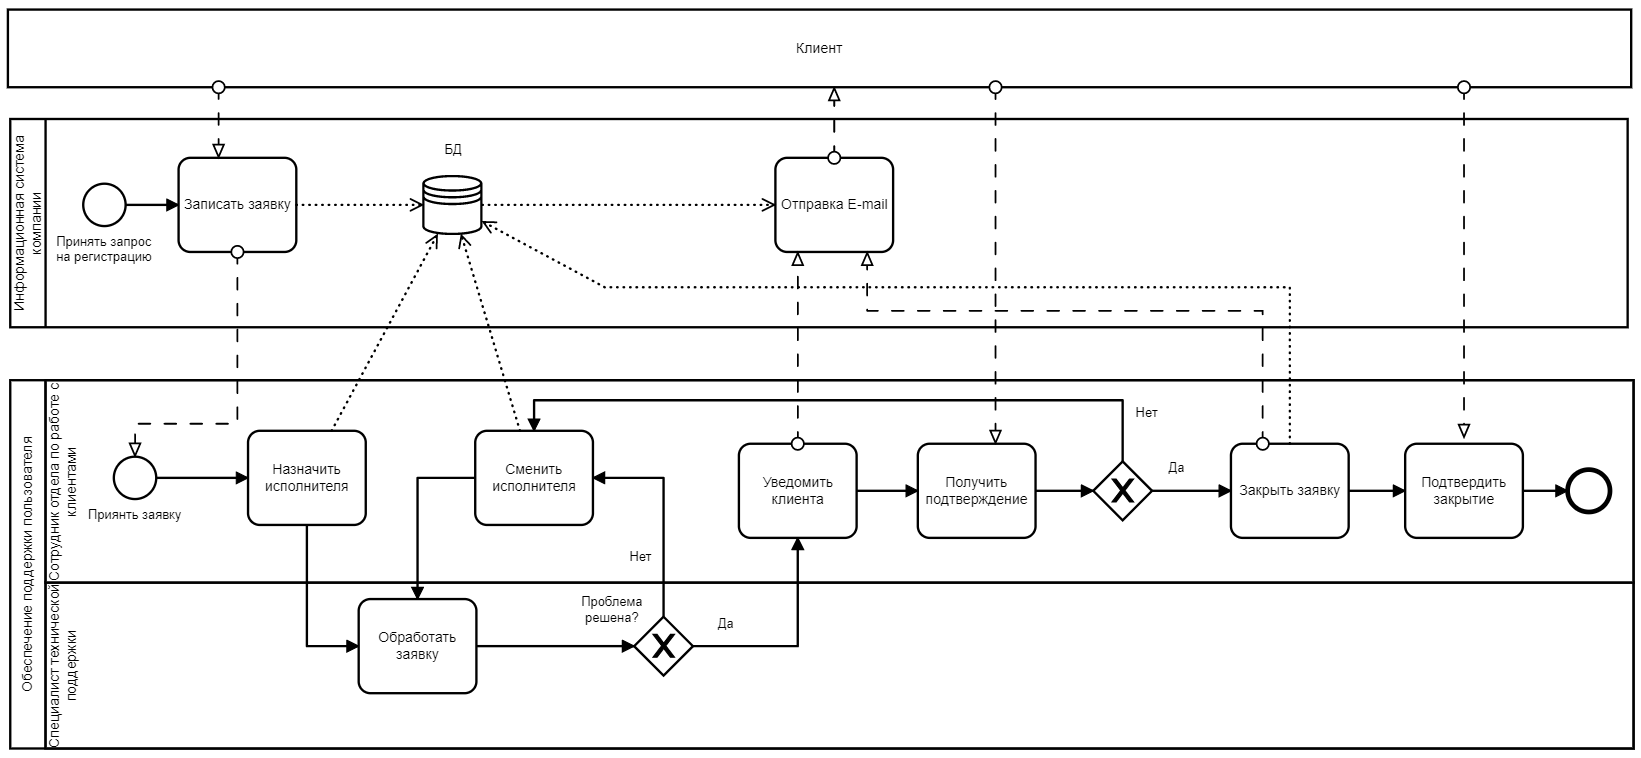 Клиент
Информационная система
компании
Принять запрос
на регистрацию
Записать заявку
БД
Отправка E-mail
Обеспечение поддержки пользователя
Сотрудник отдела по работе с
клиентами
Приянть заявку
Назначить
исполнителя
Сменить
исполнителя
Нет
Уведомить
клиента
Получить
подтверждение
Нет
Да
Закрыть заявку
Подтвердить
закрытие
Специалист технической
поддержки
Обработать
заявку
Проблема
решена?
Да